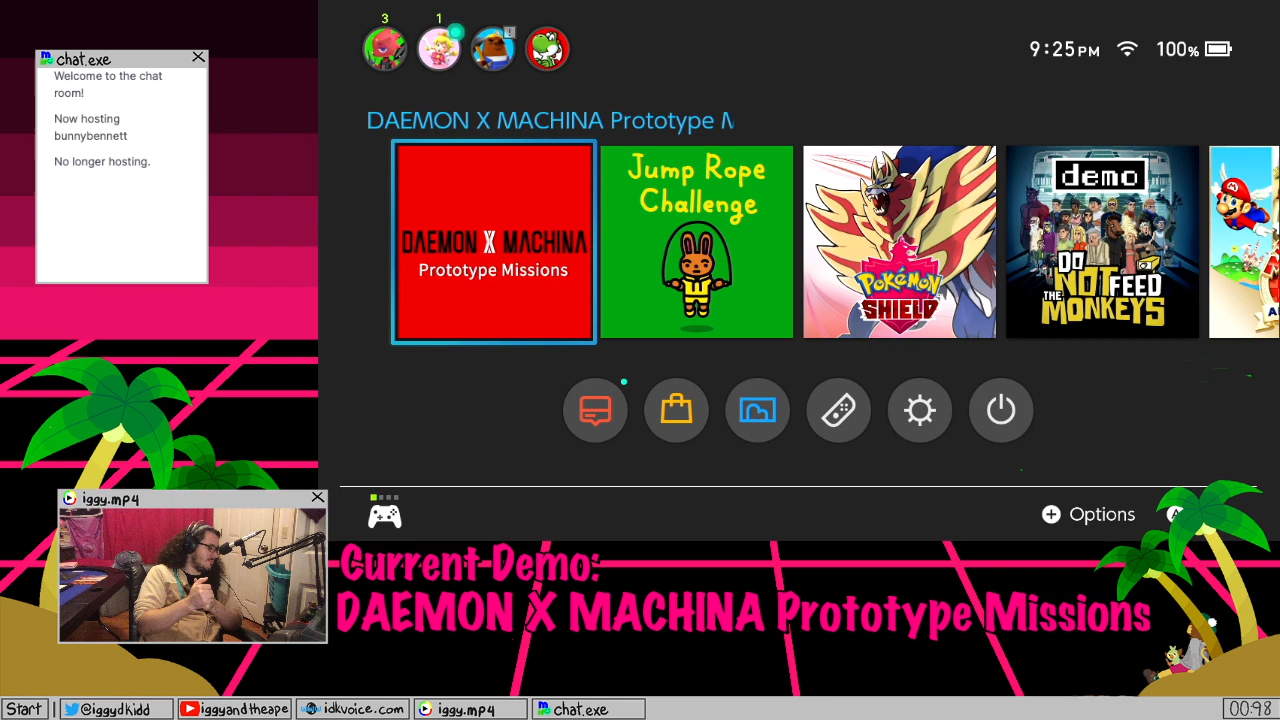 3
1
!
9:25PM
100%
chat.exe
Welcome to the chat
room!
Now hosting
bunnybennett
No longer hosting.
DAEMON X MACHINA Prototype M
DAEMON X MACHINA
Prototype Missions
Jump Rope
Challenge
POKéMON
SHIELD
demo
DO
NOT FEED
THE MONKEYS
iggy.mp4
+ Options
A
Current Demo:
DAEMON X MACHINA Prototype Missions
Start | @iggydkidd iggyandtheape idkvoice.com iggy.mp4 chat.exe 00:98